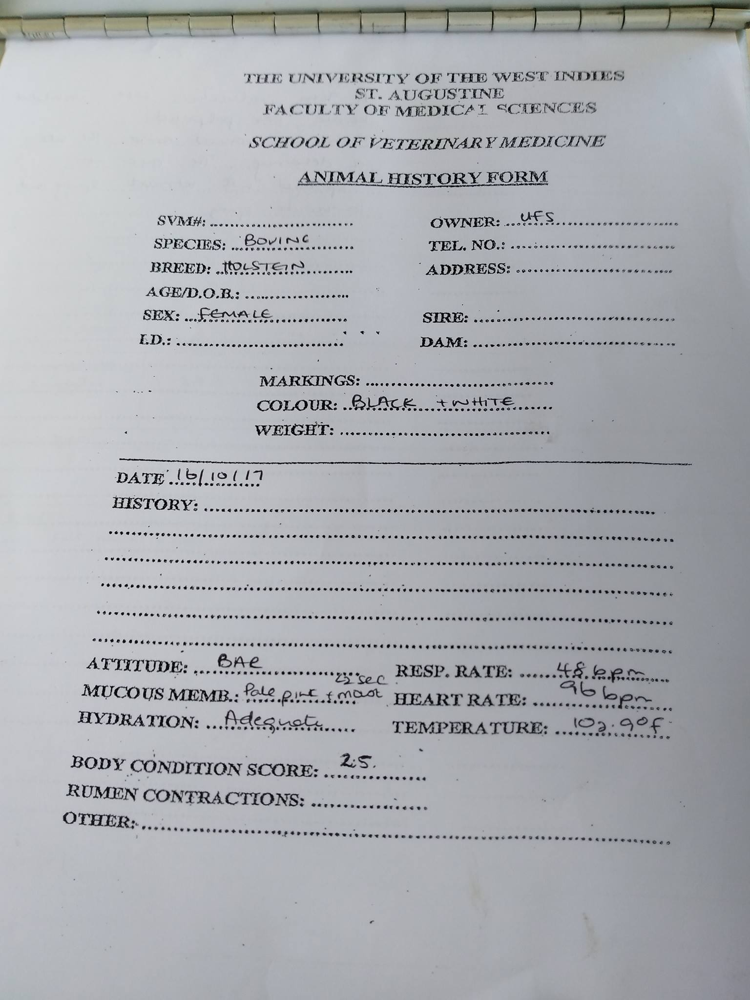 THE UNIVERSITY OF THE WEST INDIES
ST. AUGUSTINE
FACULTY OF MEDICAL SCIENCES
SCHOOL OF VETERINARY MEDICINE
ANIMAL HISTORY FORM
SVM#: ............ OWNER: UFS
SPECIES: BOVINE TEL. NO.: ............
BREED: HOLSTEIN ADDRESS: ............
AGE/D.O.B.: ............
SEX: FEMALE SIRE: ............
I.D.: ............ DAM: ............
MARKINGS: ............
COLOUR: BLACK + WHITE
WEIGHT: ............
DATE 16/10/17
HISTORY: ............
ATTITUDE: BAR RESP. RATE: 48 bpm
<2 sec
MUCOUS MEMB.: Pale pink + moist HEART RATE: 96 bpm
HYDRATION: Adequate TEMPERATURE: 102.9°F
BODY CONDITION SCORE: 2.5.
RUMEN CONTRACTIONS: ............
OTHER: ............